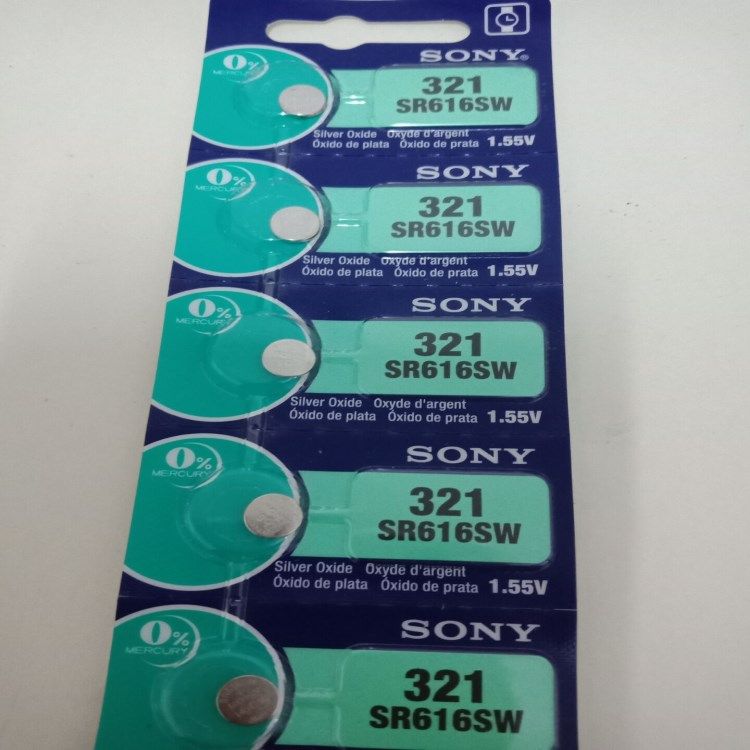 SONY®
0%
MERCURY
321
SR616SW
Silver Oxide Oxyde d'argent
Óxido de plata Óxido de prata 1.55V
SONY
0%
MERCURY
321
SR616SW
Silver Oxide Oxyde d'argent
Óxido de plata Óxido de prata 1.55V
SONY
0%
MERCURY
321
SR616SW
Silver Oxide Oxyde d'argent
Óxido de plata Óxido de prata 1.55V
SONY
0%
MERCURY
321
SR616SW
Silver Oxide Oxyde d'argent
Óxido de plata Óxido de prata 1.55V
SONY
0%
MERCURY
321
SR616SW